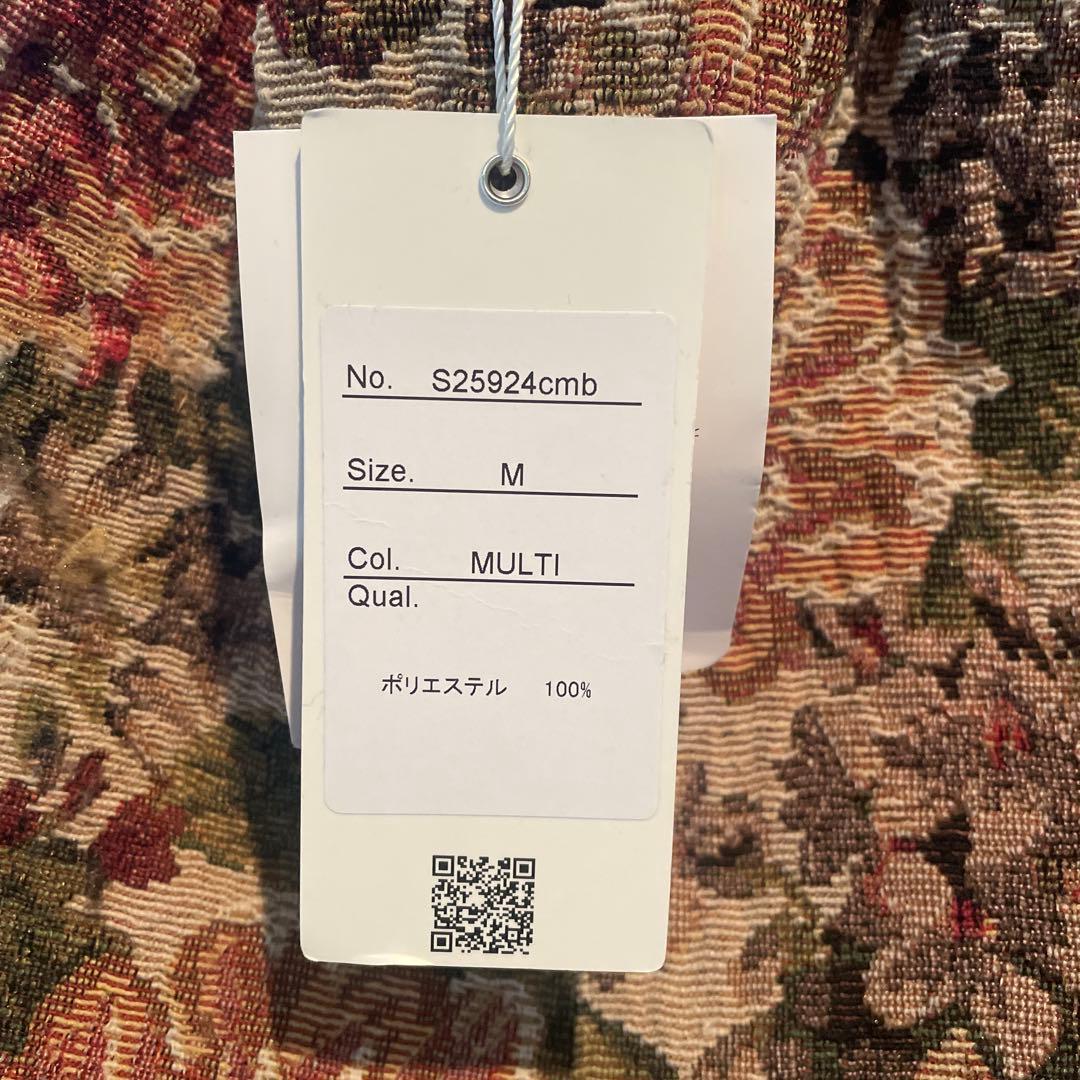 No. S25924cmb
Size. M
Col. MULTI
Qual.
ポリエステル 100%